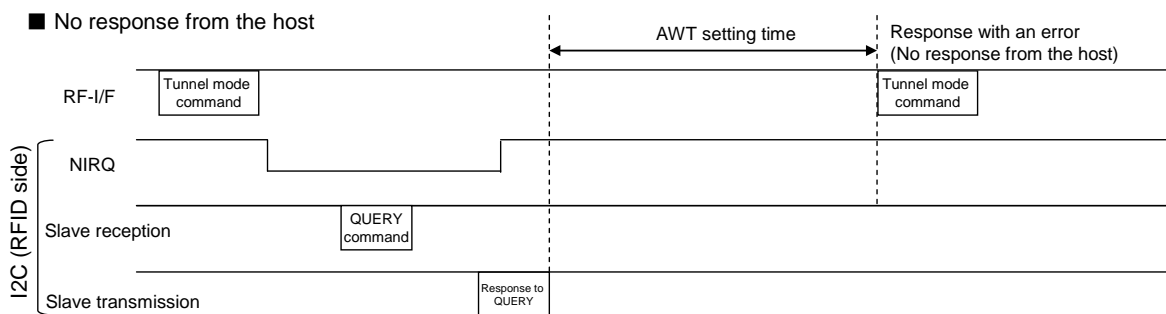 ■ No response from the host
AWT setting time
Response with an error
(No response from the host)
RF-I/F
Tunnel mode
command
Tunnel mode
command
NIRQ
I2C (RFID side)
Slave reception
QUERY
command
Slave transmission
Response to
QUERY